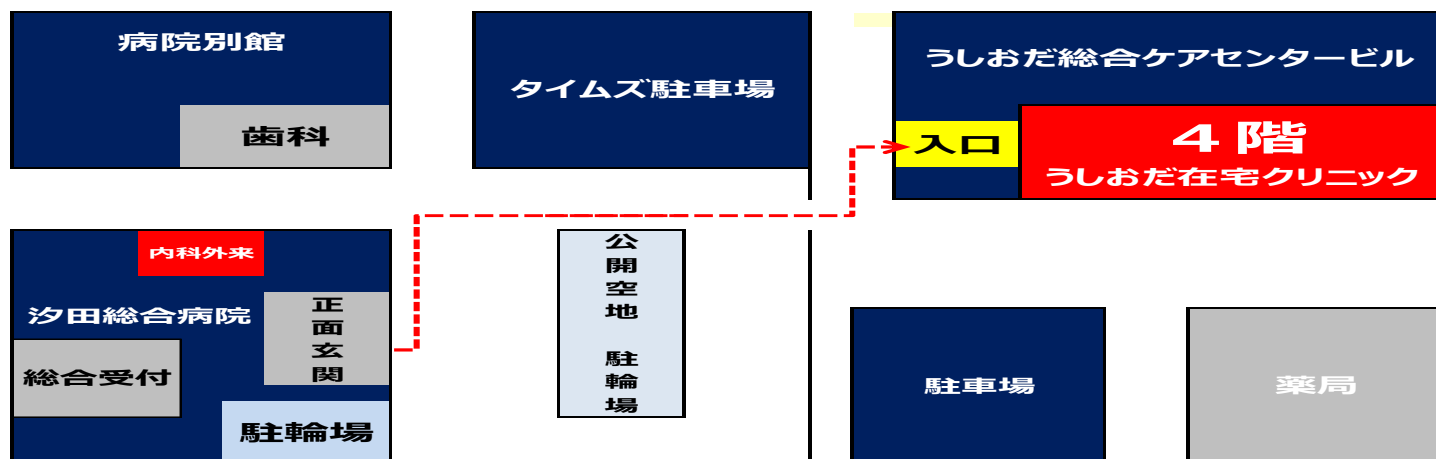 病院別館
歯科
タイムズ駐車場
うしおだ総合ケアセンタービル
入口
4階
うしおだ在宅クリニック
内科外来
汐田総合病院
正面玄関
総合受付
駐輪場
公開空地 駐輪場
駐車場
薬局